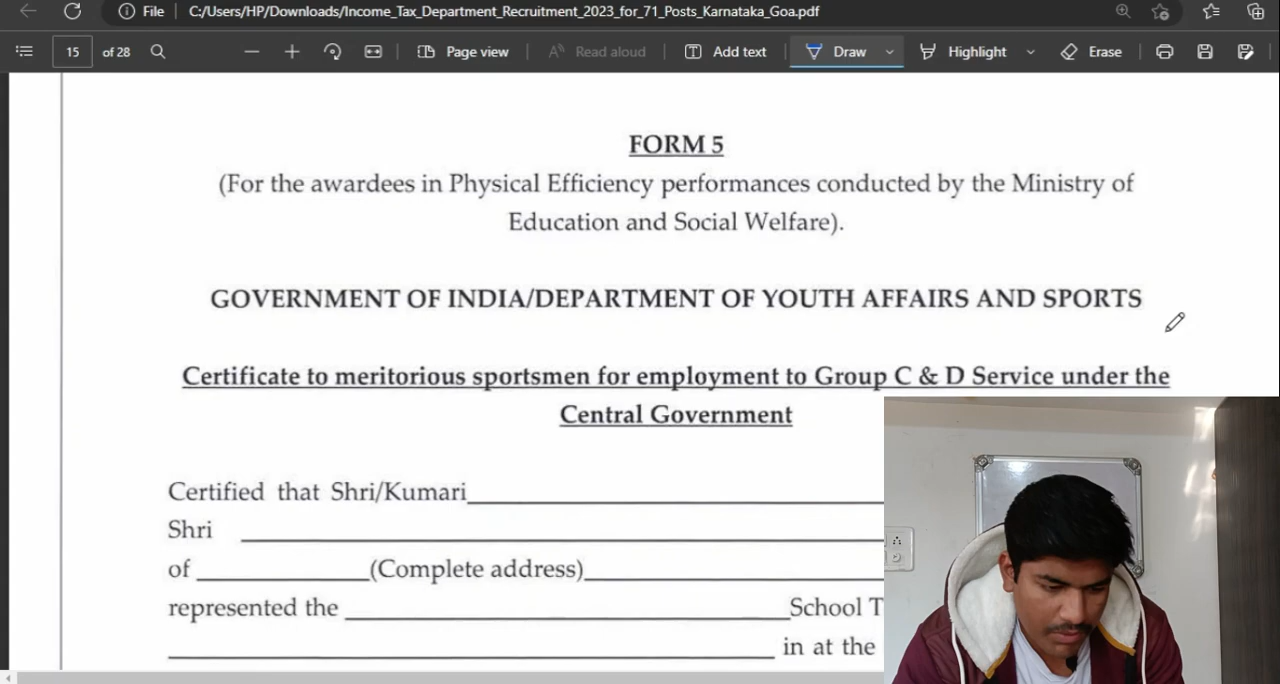 File C:/Users/HP/Downloads/Income_Tax_Department_Recruitment_2023_for_71_Posts_Karnataka_Goa.pdf
15 of 28 Page view Read aloud Add text Draw Highlight Erase
FORM 5
(For the awardees in Physical Efficiency performances conducted by the Ministry of
Education and Social Welfare).
GOVERNMENT OF INDIA/DEPARTMENT OF YOUTH AFFAIRS AND SPORTS
Certificate to meritorious sportsmen for employment to Group C & D Service under the
Central Government
Certified that Shri/Kumari
Shri
of (Complete address)
represented the School T
in at the